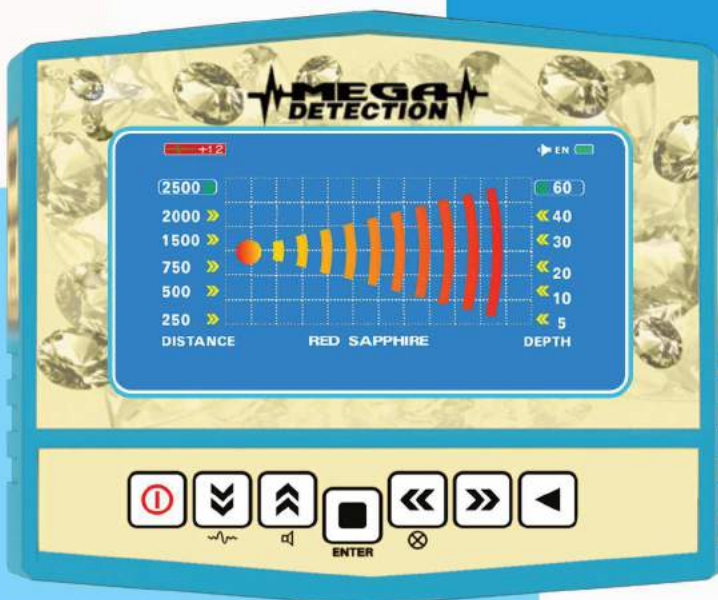 MEGA
DETECTION
+12
EN
2500
60
2000
40
1500
30
750
20
500
10
250
5
DISTANCE
RED SAPPHIRE
DEPTH
ENTER